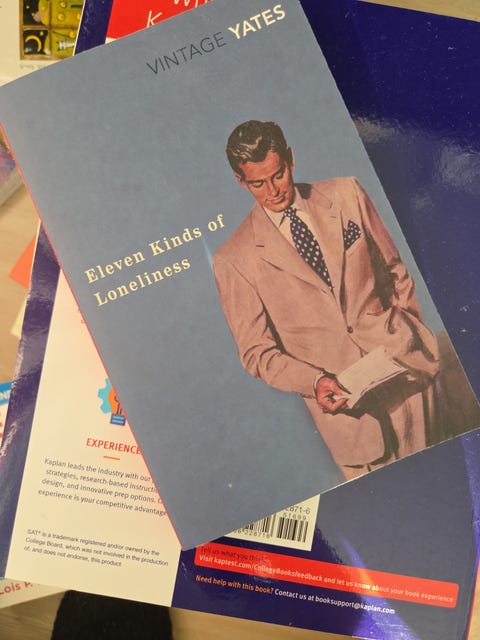 VINTAGE YATES
Eleven Kinds of
Loneliness
EXPERIENCE
Kaplan leads the industry with our
strategies, research-based
design, and innovative prep options.
experience is your competitive advantage
SAT® is a trademark registered and/or owned by the
College Board, which was not involved in the production
of, and does not endorse, this product
51699
Tell us what you think!
Visit kaptest.com/CollegeBooksfeedback and let us know about your book experience
Need help with this book? Contact us at booksupport@kaplan.com